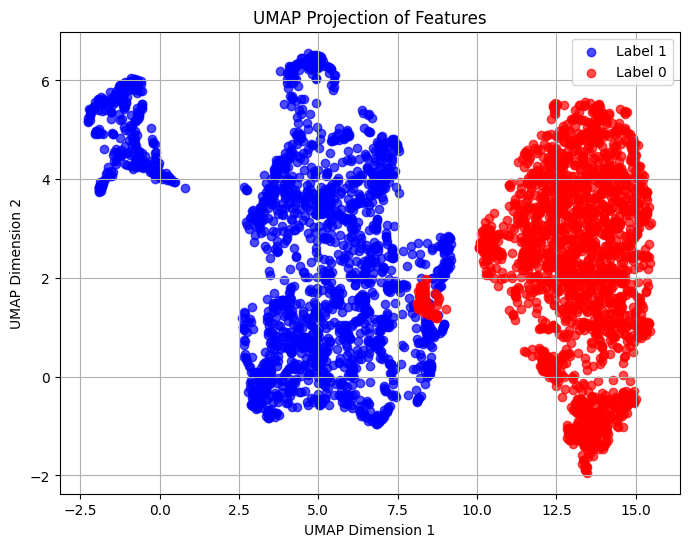 UMAP Projection of Features
Label 1
Label 0
UMAP Dimension 2
6
4
2
0
−2
−2.5 0.0 2.5 5.0 7.5 10.0 12.5 15.0
UMAP Dimension 1